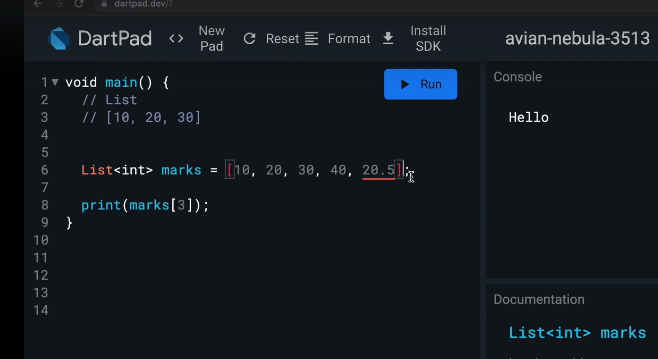 dartpad.dev/?
DartPad
<>
New Pad
Reset
Format
Install SDK
avian-nebula-3513
Run
1 void main() {
2 // List
3 // [10, 20, 30]
4
5
6 List<int> marks = [10, 20, 30, 40, 20.5];
7
8 print(marks[3]);
9 }
10
11
12
13
14
Console
Hello
Documentation
List<int> marks